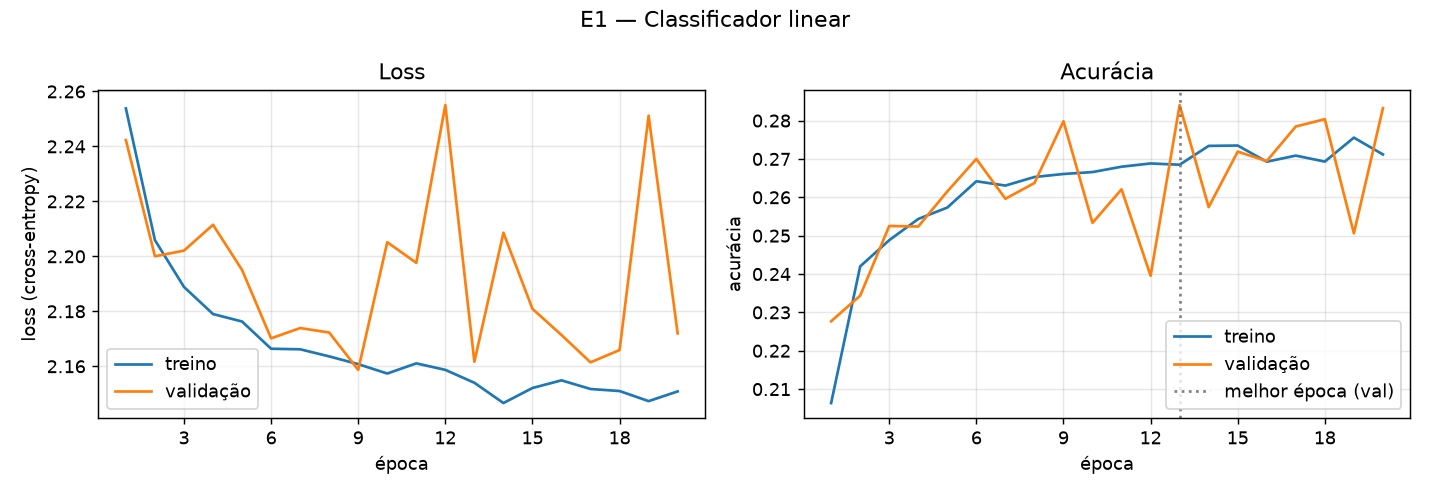 E1 — Classificador linear
Loss
2.26
2.24
2.22
2.20
2.18
2.16
loss (cross-entropy)
treino
validação
3
6
9
12
15
18
época
Acurácia
0.28
0.27
0.26
0.25
0.24
0.23
0.22
0.21
acurácia
treino
validação
melhor época (val)
3
6
9
12
15
18
época